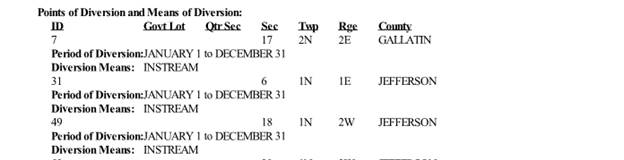 Points of Diversion and Means of Diversion:
ID Govt Lot Qtr Sec Sec Twp Rge County
7 17 2N 2E GALLATIN
Period of Diversion:JANUARY 1 to DECEMBER 31
Diversion Means: INSTREAM
31 6 1N 1E JEFFERSON
Period of Diversion:JANUARY 1 to DECEMBER 31
Diversion Means: INSTREAM
49 18 1N 2W JEFFERSON
Period of Diversion:JANUARY 1 to DECEMBER 31
Diversion Means: INSTREAM